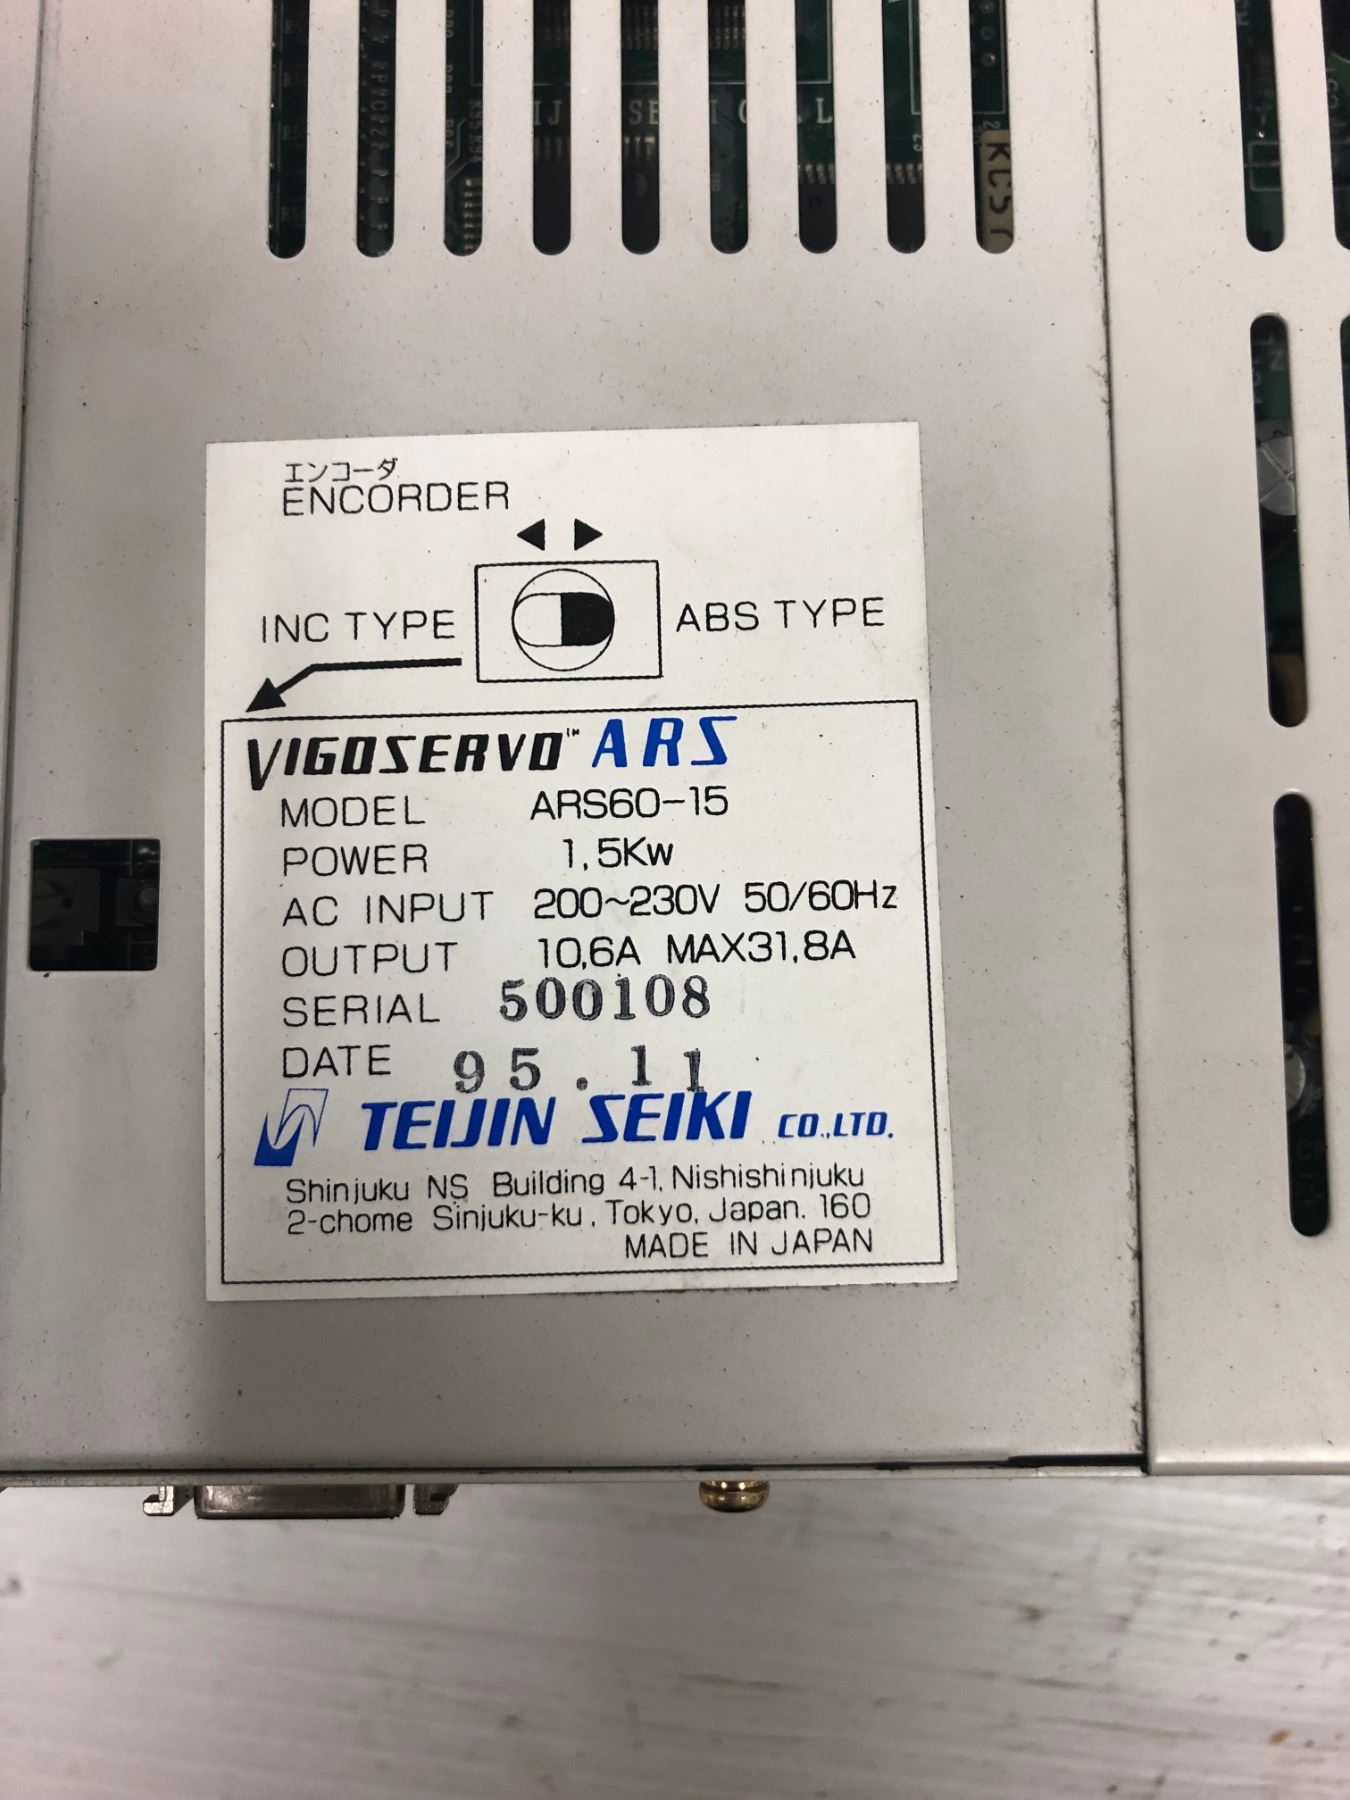 KC57
エンコーダ
ENCORDER
INC TYPE
ABS TYPE
VIGOSERVO™ ARS
MODEL ARS60-15
POWER 1,5Kw
AC INPUT 200~230V 50/60Hz
OUTPUT 10,6A MAX31,8A
SERIAL 500108
DATE 95.11
TEIJIN SEIKI CO.,LTD.
Shinjuku NS Building 4-1, Nishishinjuku
2-chome Sinjuku-ku, Tokyo, Japan. 160
MADE IN JAPAN